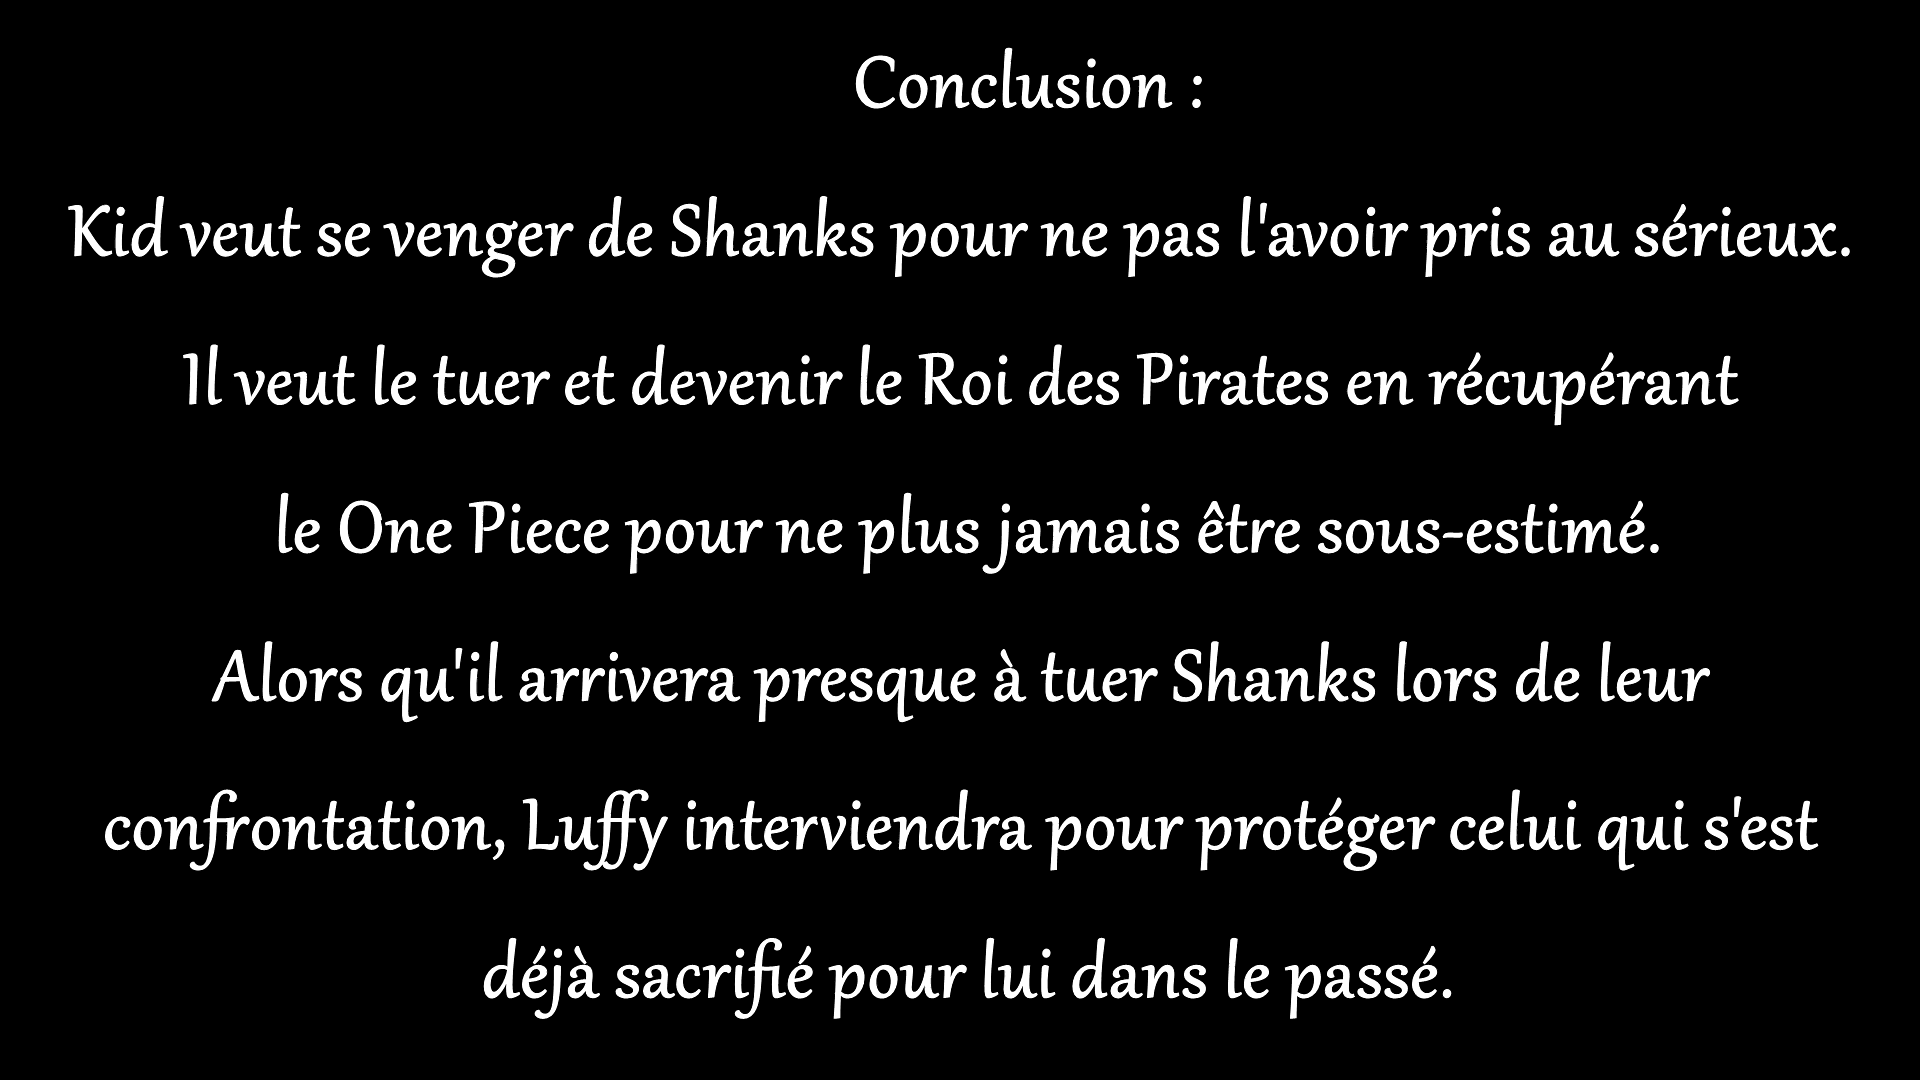 Conclusion :
Kid veut se venger de Shanks pour ne pas l'avoir pris au sérieux.
Il veut le tuer et devenir le Roi des Pirates en récupérant
le One Piece pour ne plus jamais être sous-estimé.
Alors qu'il arrivera presque à tuer Shanks lors de leur
confrontation, Luffy interviendra pour protéger celui qui s'est
déjà sacrifié pour lui dans le passé.